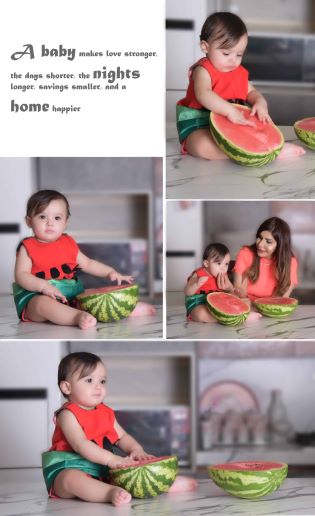 A baby makes love stronger,
the days shorter, the nights
longer, savings smaller, and a
home happier